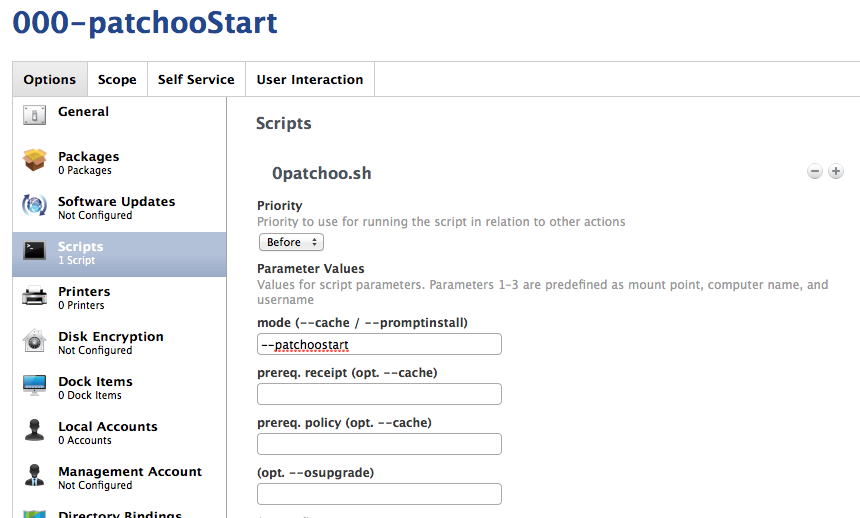 000-patchooStart
Options
Scope
Self Service
User Interaction
General
Packages
0 Packages
Software Updates
Not Configured
Scripts
1 Script
Printers
0 Printers
Disk Encryption
Not Configured
Dock Items
0 Dock Items
Local Accounts
0 Accounts
Management Account
Not Configured
Directory Bindings
Scripts
0patchoo.sh
Priority
Priority to use for running the script in relation to other actions
Before
Parameter Values
Values for script parameters. Parameters 1-3 are predefined as mount point, computer name, and
username
mode (--cache / --promptinstall)
--patchoostart
prereq. receipt (opt. --cache)
prereq. policy (opt. --cache)
(opt. --osupgrade)